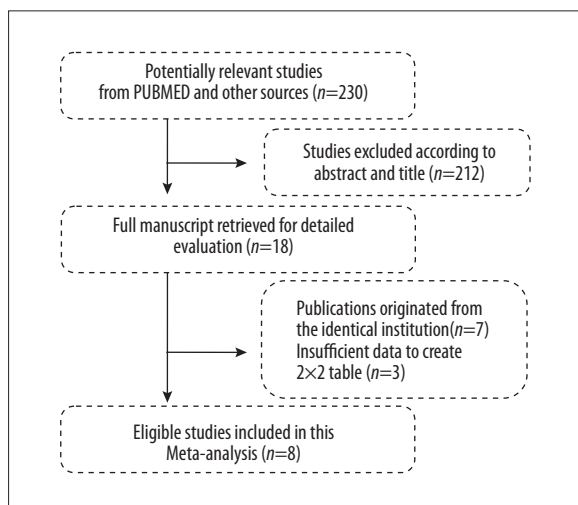 Potentially relevant studies
from PUBMED and other sources (n=230)
Studies excluded according to
abstract and title (n=212)
Full manuscript retrieved for detailed
evaluation (n=18)
Publications originated from
the identical institution(n=7)
Insufficient data to create
2×2 table (n=3)
Eligible studies included in this
Meta-analysis (n=8)